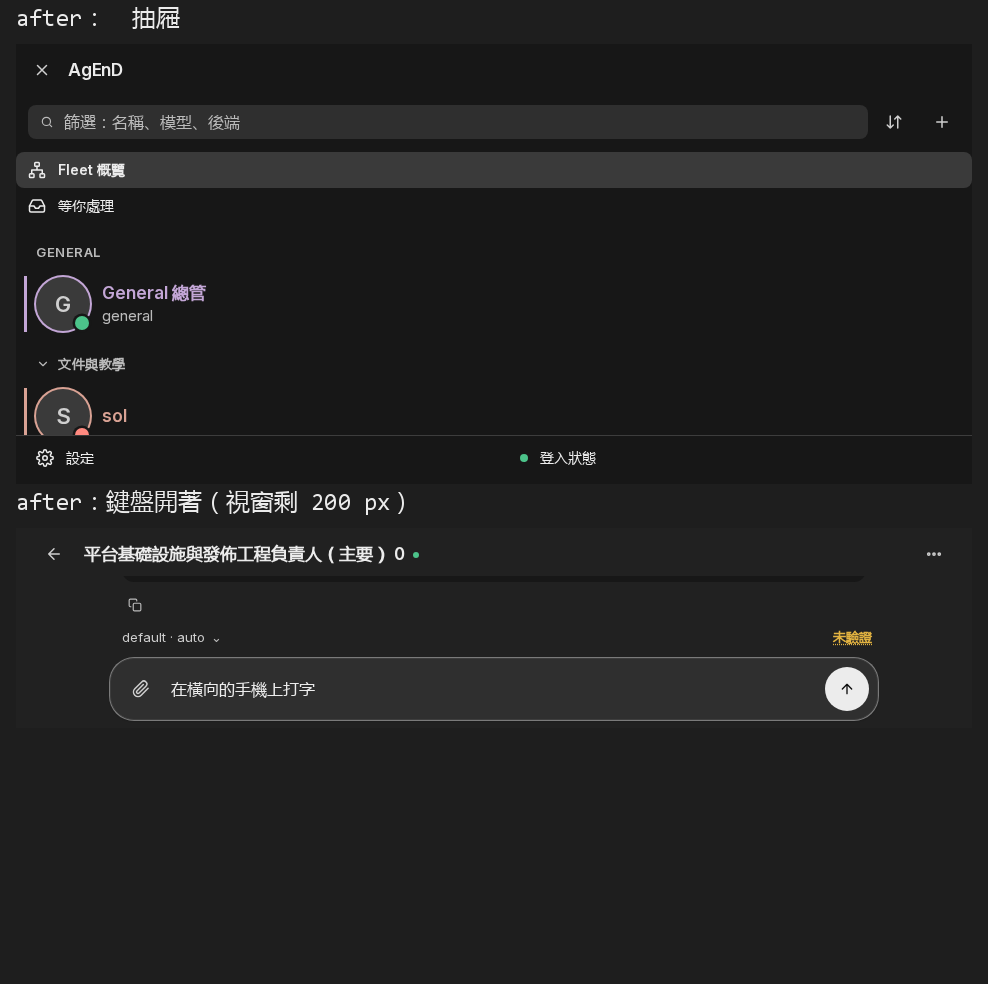 after：　抽屜
AgEnD
篩選：名稱、模型、後端
Fleet 概覽
等你處理
GENERAL
G
General 總管
general
文件與教學
S
sol
設定
登入狀態
after：鍵盤開著（視窗剩 200 px）
平台基礎設施與發佈工程負責人（主要）0
default · auto
未驗證
在橫向的手機上打字